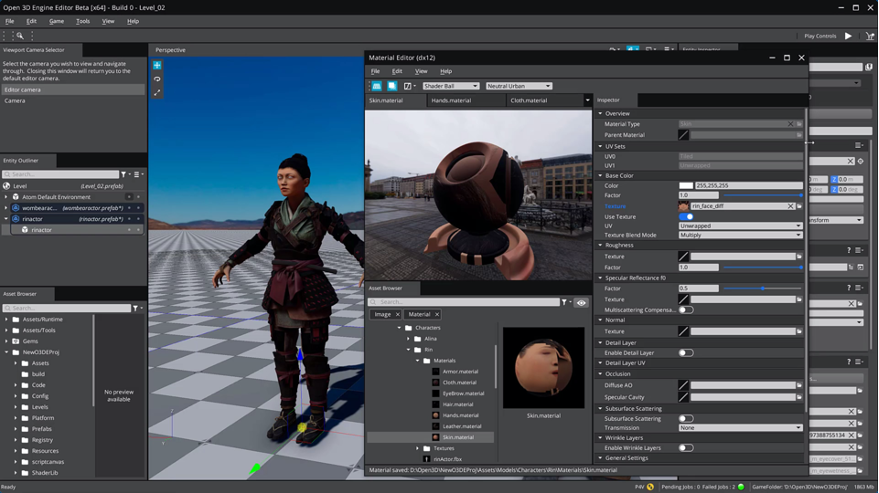 Open 3D Engine Editor Beta [x64] - Build 0 - Level_02
File Edit Game Tools View Help
Play Controls
Viewport Camera Selector
Select the camera you wish to view and navigate
through. Closing this window will return you to the
default editor camera.
Editor camera
Camera
Entity Outliner
Search...
Level (Level_02.prefab)
Atom Default Environment
wombearac... (wombearactor.prefab*)
rinactor (rinactor.prefab*)
rinactor
Asset Browser
Search...
Assets/Runtime
Assets/Tools
Gems
NewO3DEProj
Assets
build
Code
Config
Levels
Platform
Prefabs
Registry
Resources
scriptcanvas
ShaderLib
No preview
available
Perspective
Material Editor (dx12)
File Edit View Help
Shader Ball
Neutral Urban
Skin.material
Hands.material
Cloth.material
Asset Browser
Search...
Image
Material
Characters
Alina
Rin
Materials
Armor.material
Cloth.material
EyeBrow.material
Hair.material
Hands.material
Leather.material
Skin.material
Textures
rinActor.fbx
Skin.material
Inspector
Overview
Material Type Skin
Parent Material
UV Sets
UV0 Tiled
UV1 Unwrapped
Base Color
Color 255,255,255
Factor 1.0
Texture rin_face_diff
Use Texture
UV Unwrapped
Texture Blend Mode Multiply
Roughness
Texture
Factor 1.0
Specular Reflectance f0
Factor 0.5
Texture
Multiscattering Compensa...
Normal
Texture
Detail Layer
Enable Detail Layer
Detail Layer UV
Occlusion
Diffuse AO
Specular Cavity
Subsurface Scattering
Subsurface Scattering
Transmission None
Wrinkle Layers
Enable Wrinkle Layers
General Settings
Material saved: D:\Open3D\NewO3DEProj\Assets\Models\Characters\Rin\Materials\Skin.material
Ready
P4V
Pending Jobs : 0 Failed Jobs : 2
GameFolder: 'D:\Open3D\NewO3DEProj'
1863 Mb